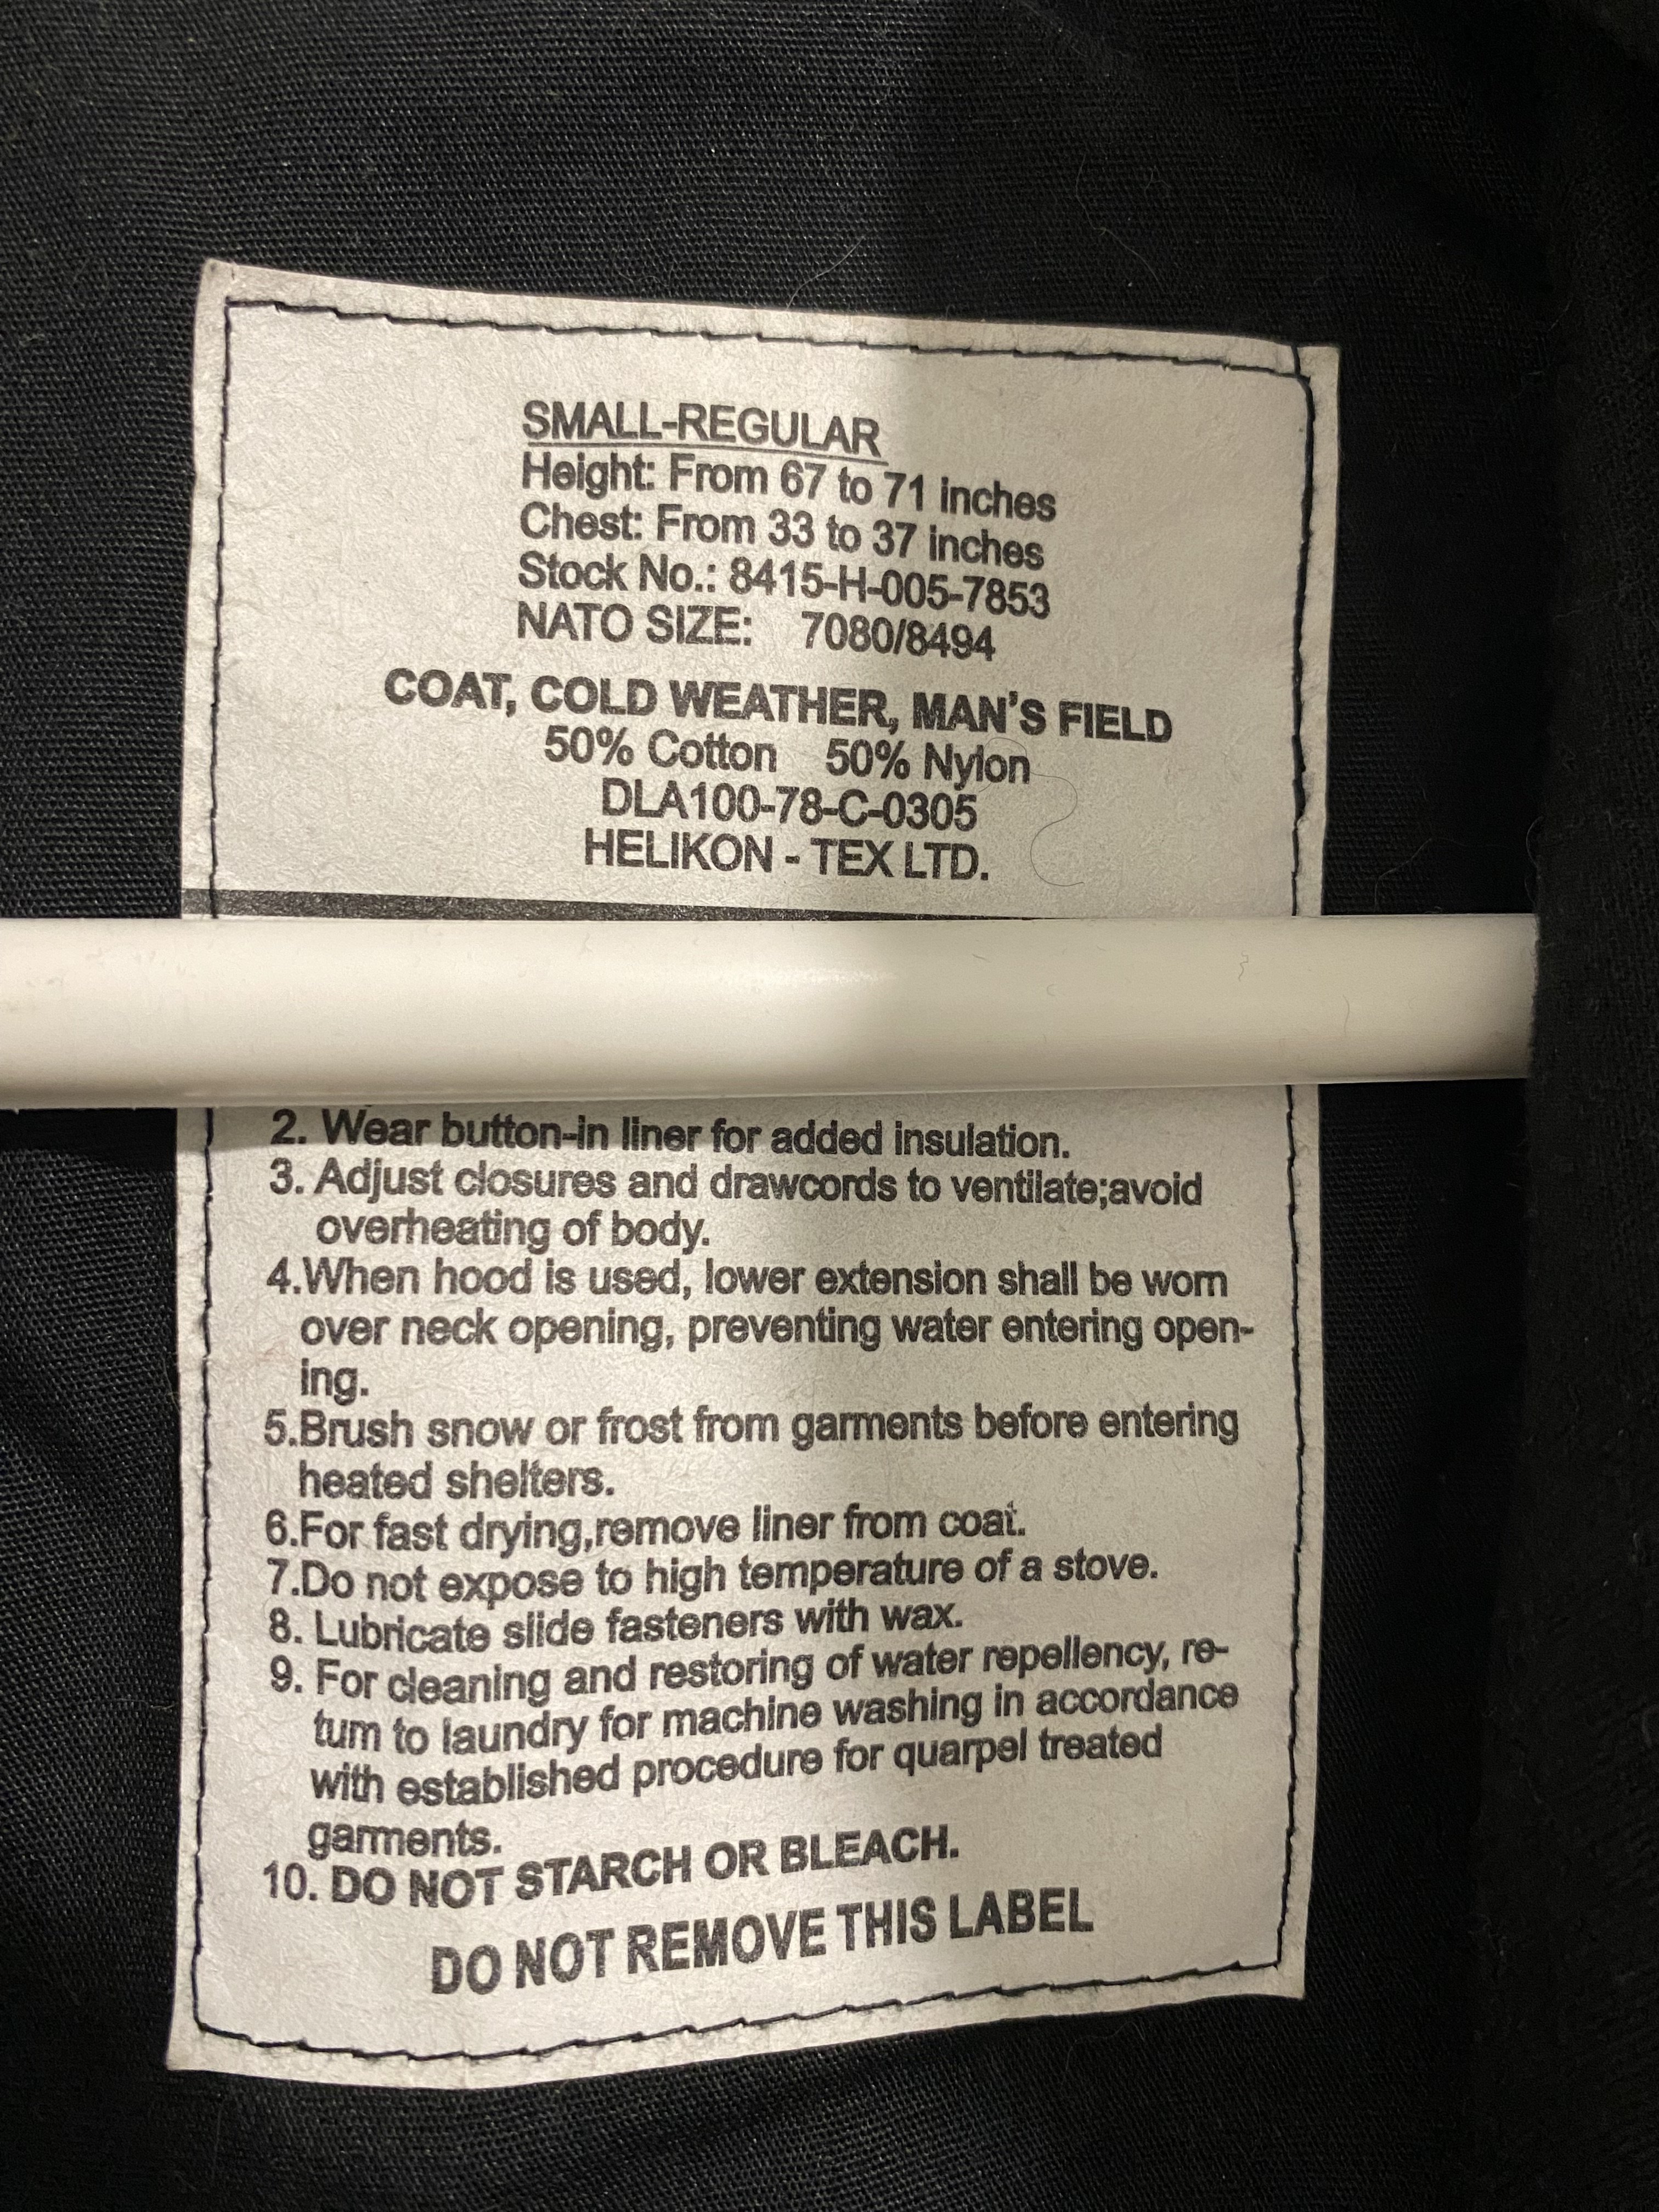 SMALL-REGULAR
Height: From 67 to 71 inches
Chest: From 33 to 37 inches
Stock No.: 8415-H-005-7853
NATO SIZE: 7080/8494
COAT, COLD WEATHER, MAN'S FIELD
50% Cotton 50% Nylon
DLA100-78-C-0305
HELIKON - TEX LTD.
2. Wear button-in liner for added insulation.
3. Adjust closures and drawcords to ventilate;avoid
overheating of body.
4.When hood is used, lower extension shall be worn
over neck opening, preventing water entering open-
ing.
5.Brush snow or frost from garments before entering
heated shelters.
6.For fast drying,remove liner from coat.
7.Do not expose to high temperature of a stove.
8. Lubricate slide fasteners with wax.
9. For cleaning and restoring of water repellency, re-
turn to laundry for machine washing in accordance
with established procedure for quarpel treated
garments.
10. DO NOT STARCH OR BLEACH.
DO NOT REMOVE THIS LABEL